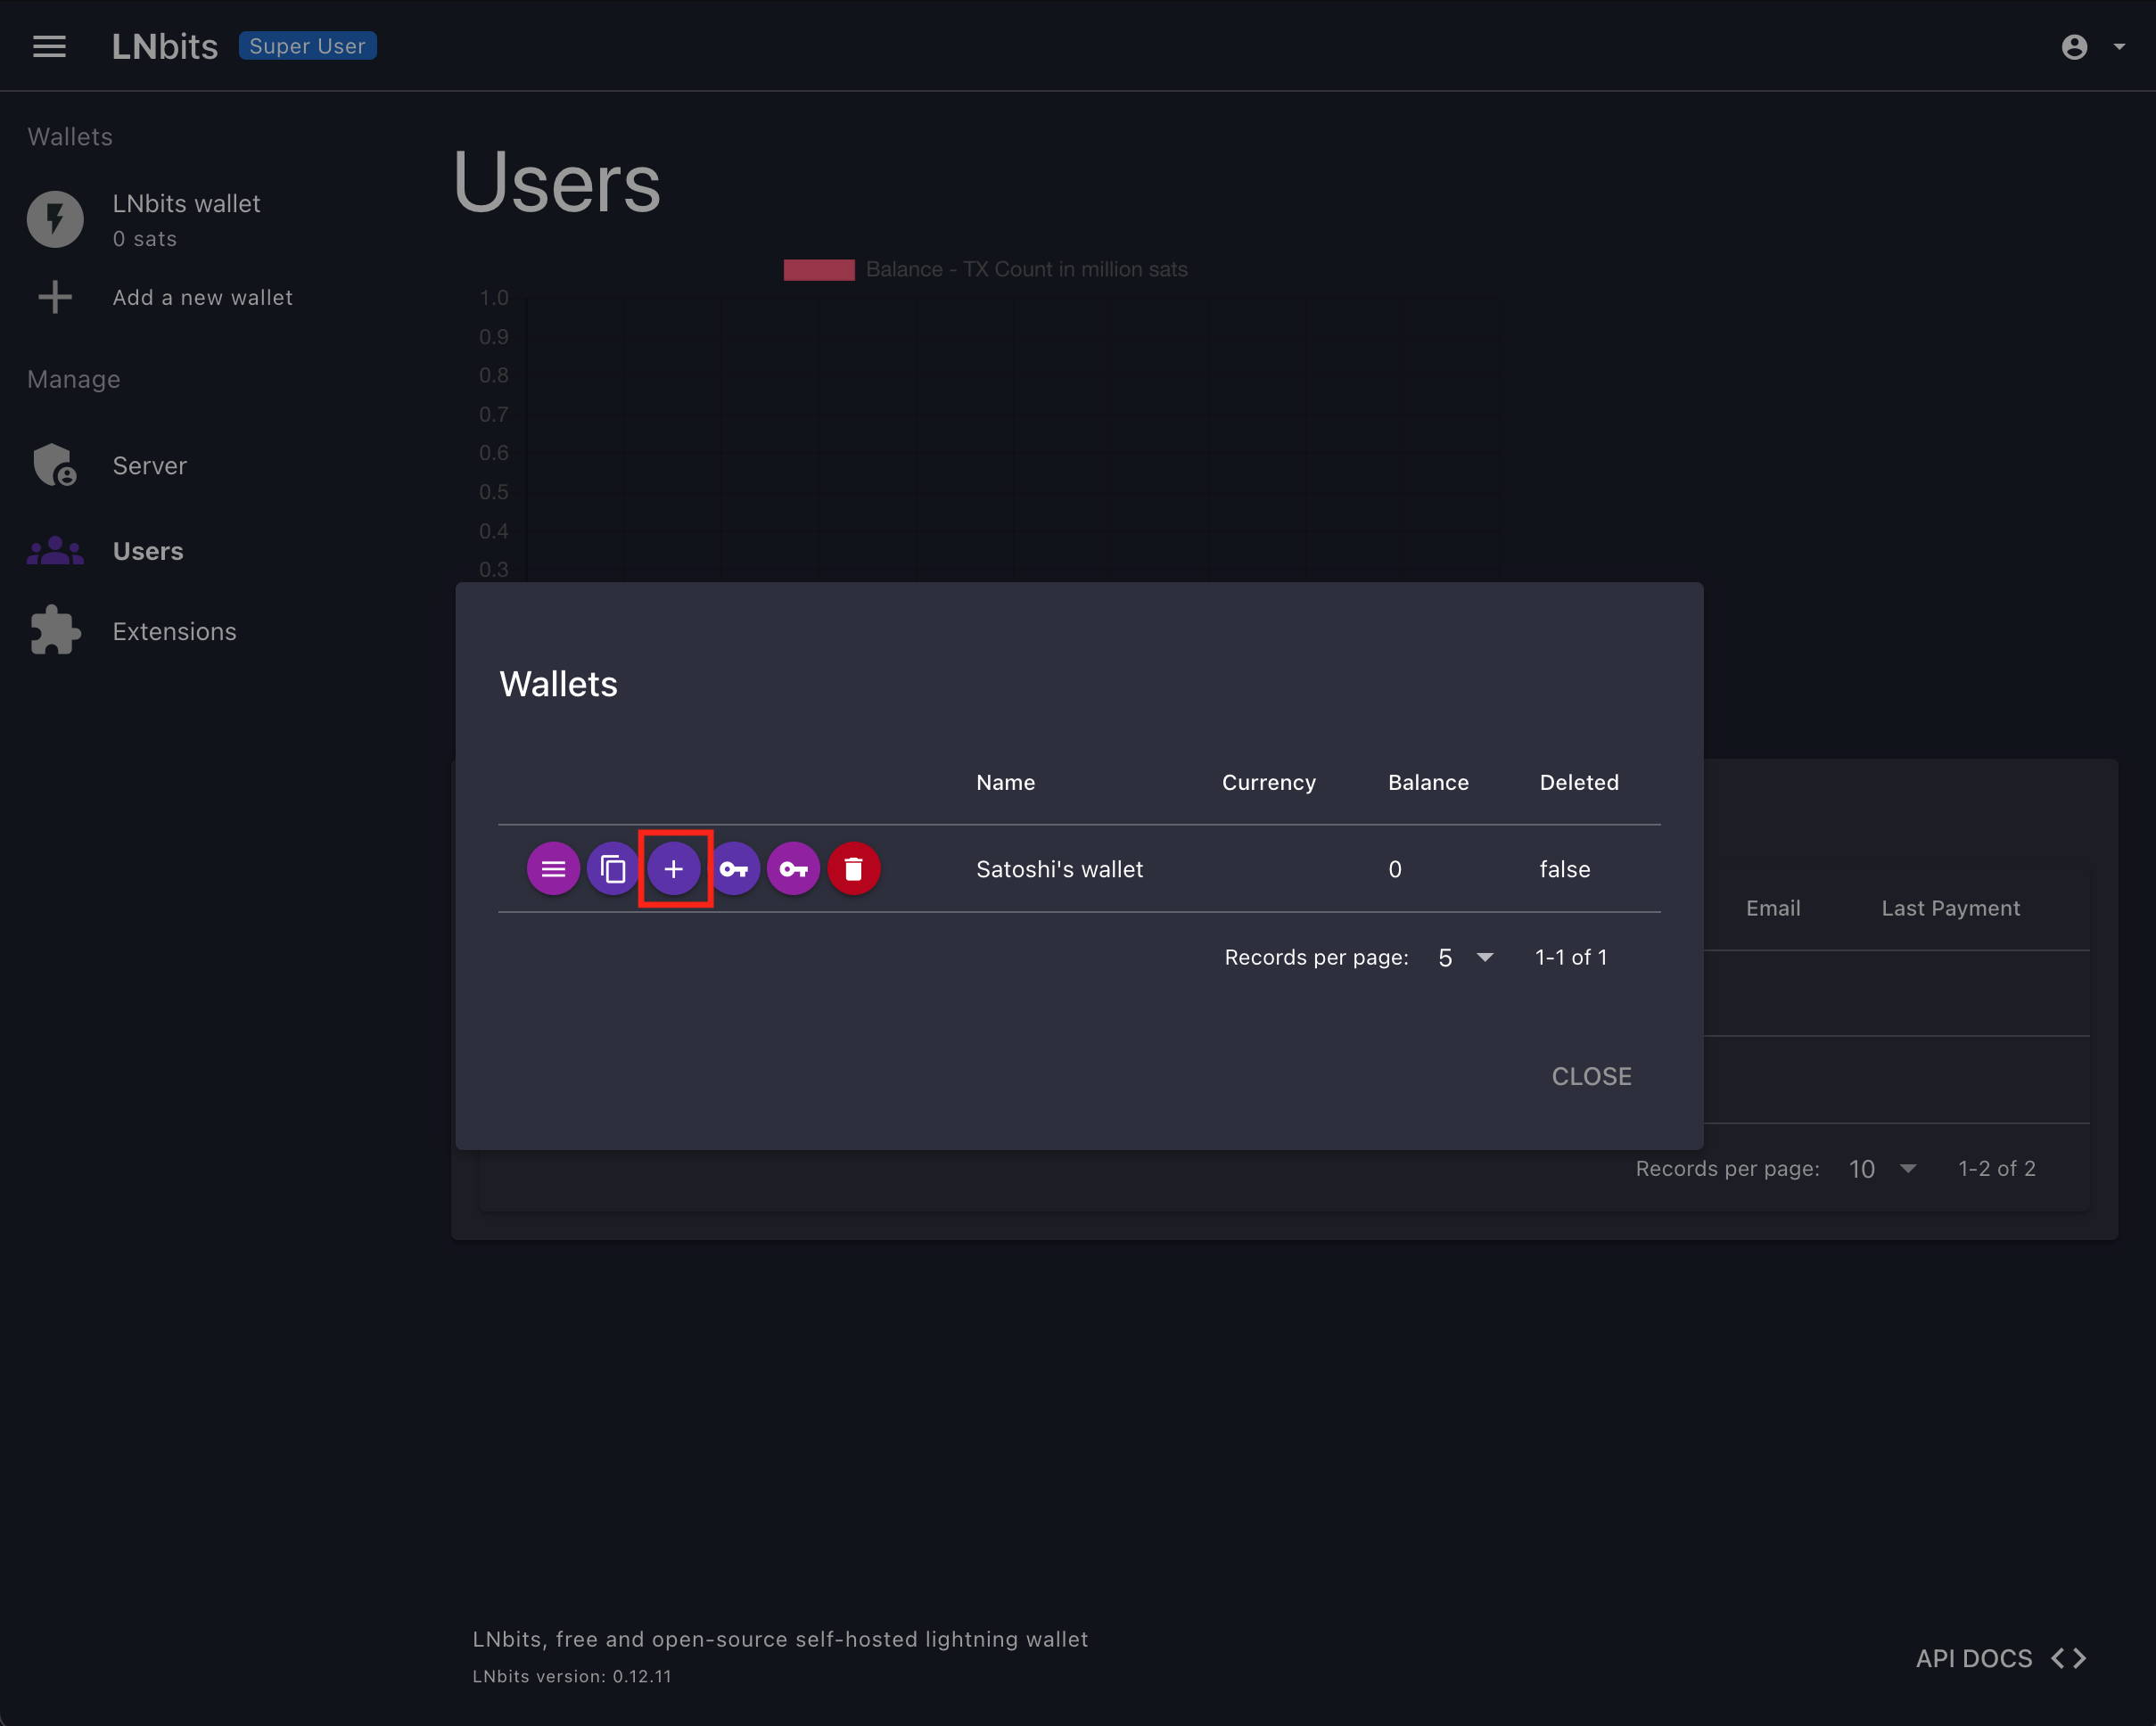 LNbits Super User
Wallets
LNbits wallet
0 sats
Add a new wallet
Manage
Server
Users
Extensions
Users
Balance - TX Count in million sats
1.0
0.9
0.8
0.7
0.6
0.5
0.4
0.3
Wallets
Name Currency Balance Deleted
Satoshi's wallet 0 false
Records per page: 5 1-1 of 1
CLOSE
Email Last Payment
Records per page: 10 1-2 of 2
LNbits, free and open-source self-hosted lightning wallet
LNbits version: 0.12.11
API DOCS